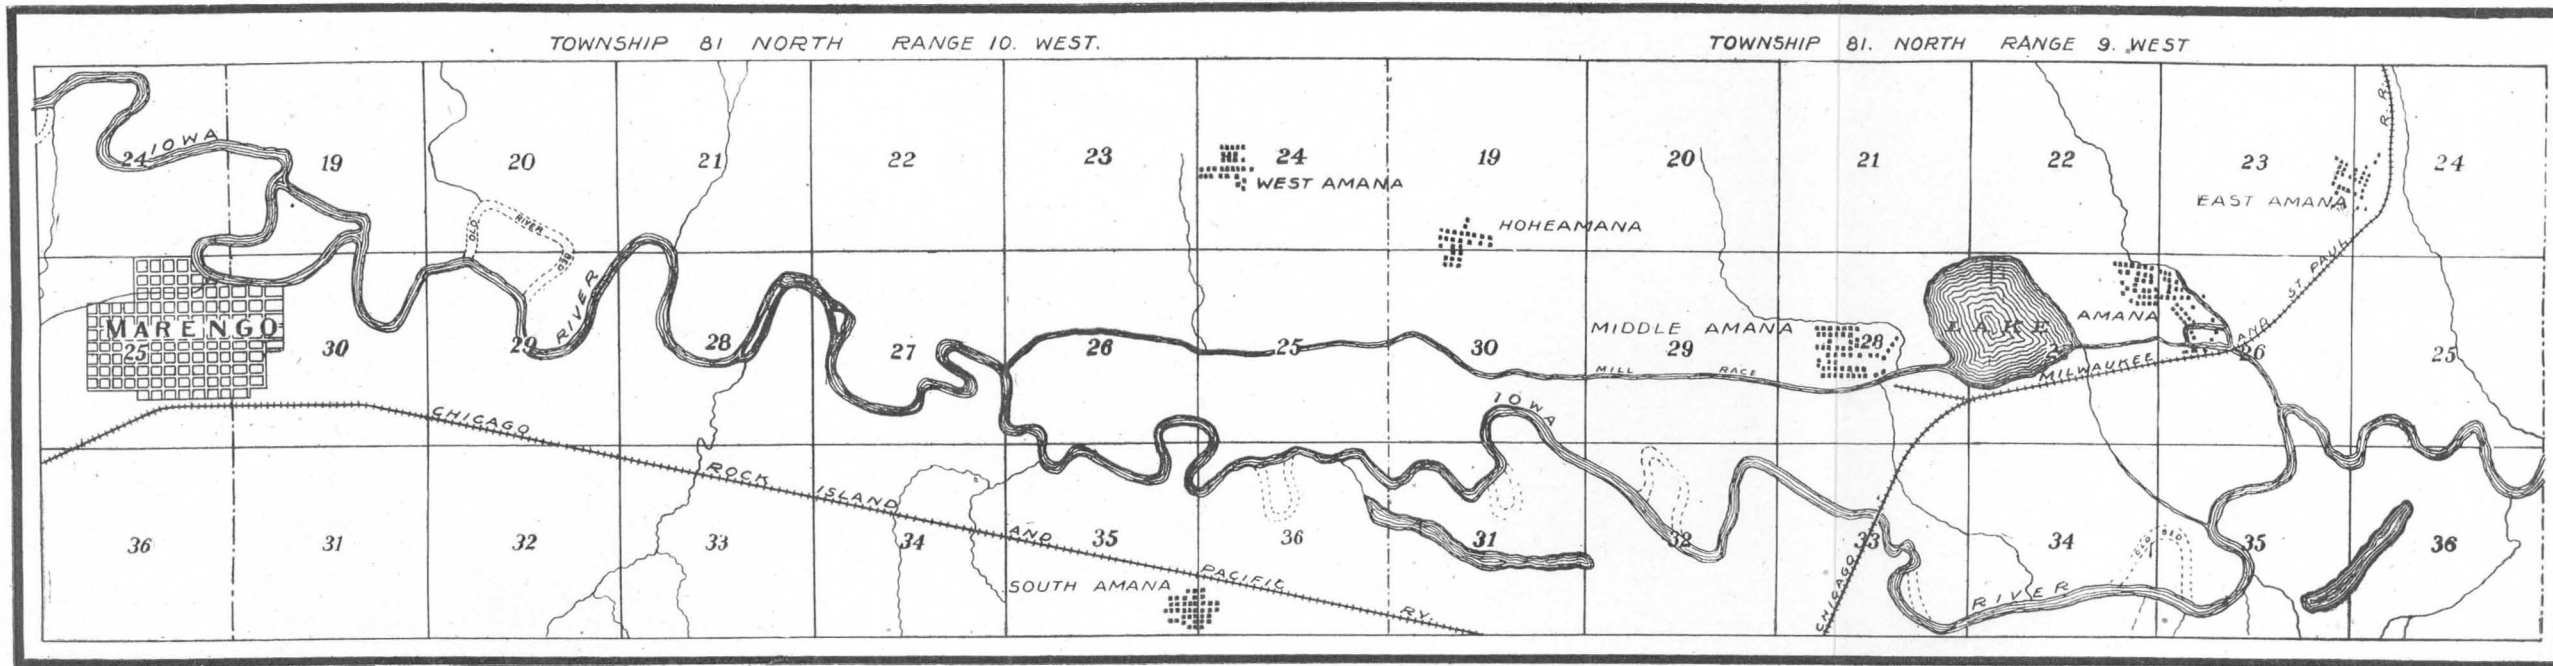 TOWNSHIP 81 NORTH RANGE 10. WEST.
TOWNSHIP 81. NORTH RANGE 9. WEST
24 IOWA 19 20 21 22 23 24 19 20 21 22 23 24
WEST AMANA
HOHEAMANA
EAST AMANA
R. R.
OLD RIVER BED
RIVER
ST. PAUL
AND
MARENGO
25 30 29 28 27 26 25 30 29 28 26 25
MIDDLE AMANA
LAKE
AMANA
MILL RACE
MILWAUKEE
IOWA
CHICAGO ROCK ISLAND AND PACIFIC RY.
36 31 32 33 34 35 36 31 32 33 34 35 36
OLD BED
SOUTH AMANA
CHICAGO
RIVER